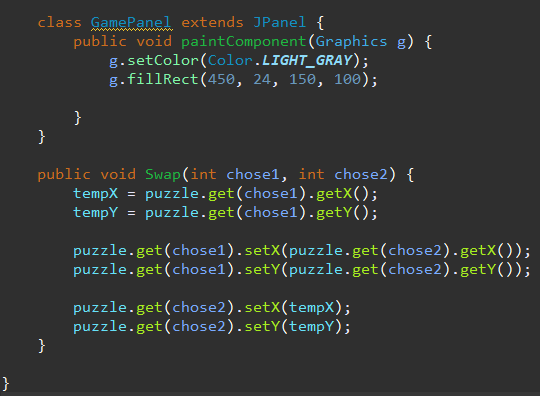 class GamePanel extends JPanel {
public void paintComponent(Graphics g) {
g.setColor(Color.LIGHT_GRAY);
g.fillRect(450, 24, 150, 100);
}
}
public void Swap(int chose1, int chose2) {
tempX = puzzle.get(chose1).getX();
tempY = puzzle.get(chose1).getY();
puzzle.get(chose1).setX(puzzle.get(chose2).getX());
puzzle.get(chose1).setY(puzzle.get(chose2).getY());
puzzle.get(chose2).setX(tempX);
puzzle.get(chose2).setY(tempY);
}
}